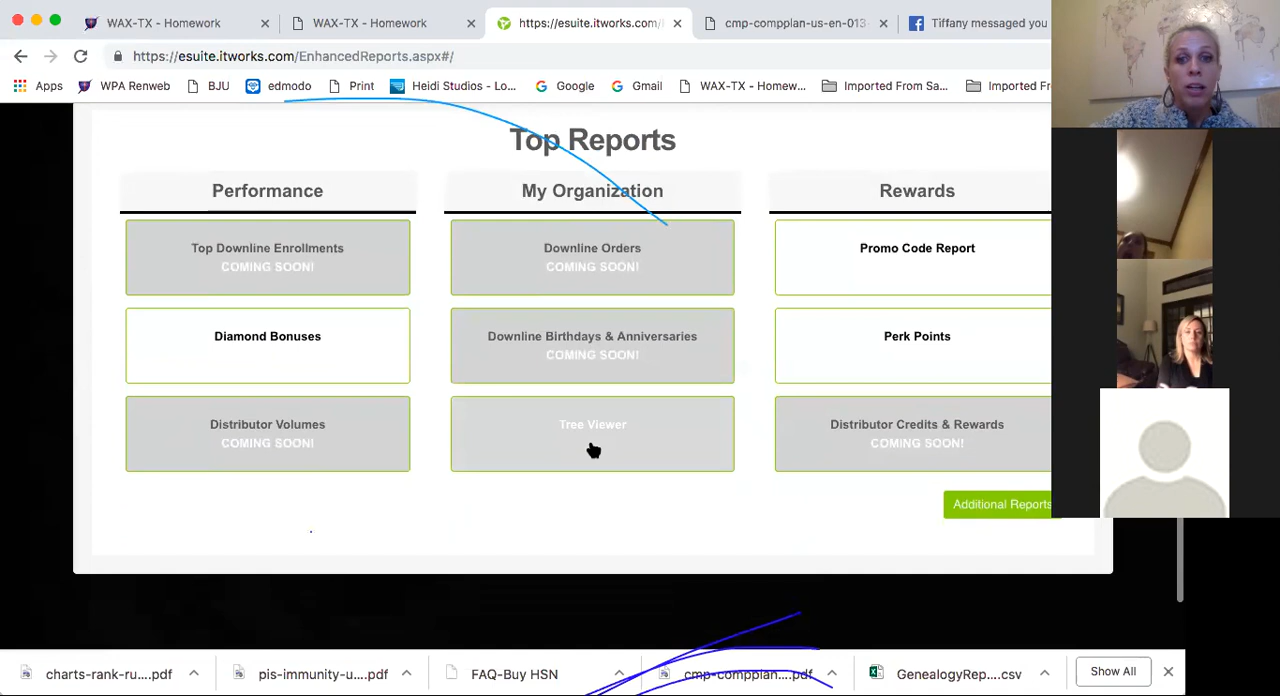 WAX-TX - Homework
WAX-TX - Homework
https://esuite.itworks.com/
cmp-compplan-us-en-013-
Tiffany messaged you
https://esuite.itworks.com/EnhancedReports.aspx#/
Apps
WPA Renweb
BJU
edmodo
Print
Heidi Studios - Lo...
Google
Gmail
WAX-TX - Homew...
Imported From Sa...
Imported Fr
Top Reports
Performance
My Organization
Rewards
Top Downline Enrollments
COMING SOON!
Downline Orders
COMING SOON!
Promo Code Report
Diamond Bonuses
Downline Birthdays & Anniversaries
COMING SOON!
Perk Points
Distributor Volumes
COMING SOON!
Tree Viewer
Distributor Credits & Rewards
COMING SOON!
Additional Reports
charts-rank-ru....pdf
pis-immunity-u....pdf
FAQ-Buy HSN
cmp-compplan....pdf
GenealogyRep....csv
Show All